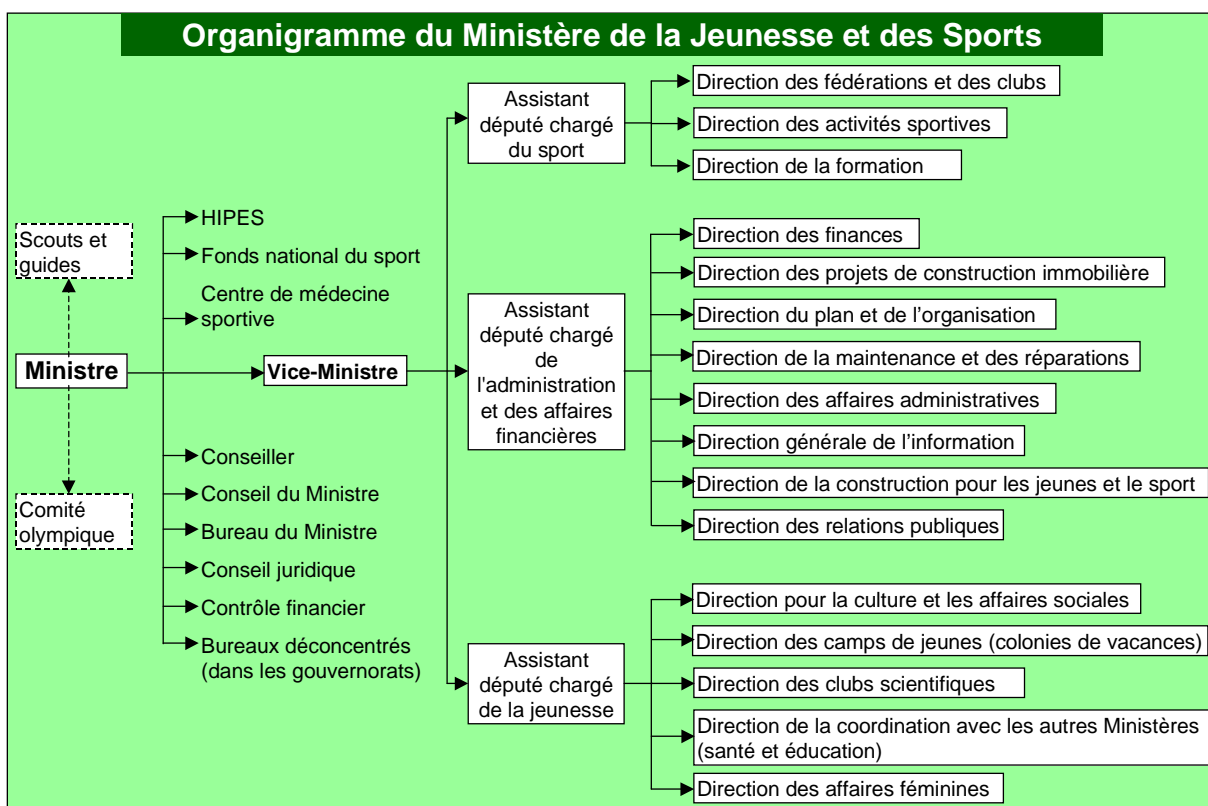 Organigramme du Ministère de la Jeunesse et des Sports
Scouts et
guides
Ministre
Comité
olympique
HIPES
Fonds national du sport
Centre de médecine
sportive
Vice-Ministre
Conseiller
Conseil du Ministre
Bureau du Ministre
Conseil juridique
Contrôle financier
Bureaux déconcentrés
(dans les gouvernorats)
Assistant
député chargé
du sport
Direction des fédérations et des clubs
Direction des activités sportives
Direction de la formation
Assistant
député chargé
de
l'administration
et des affaires
financières
Direction des finances
Direction des projets de construction immobilière
Direction du plan et de l’organisation
Direction de la maintenance et des réparations
Direction des affaires administratives
Direction générale de l’information
Direction de la construction pour les jeunes et le sport
Direction des relations publiques
Assistant
député chargé
de la jeunesse
Direction pour la culture et les affaires sociales
Direction des camps de jeunes (colonies de vacances)
Direction des clubs scientifiques
Direction de la coordination avec les autres Ministères
(santé et éducation)
Direction des affaires féminines